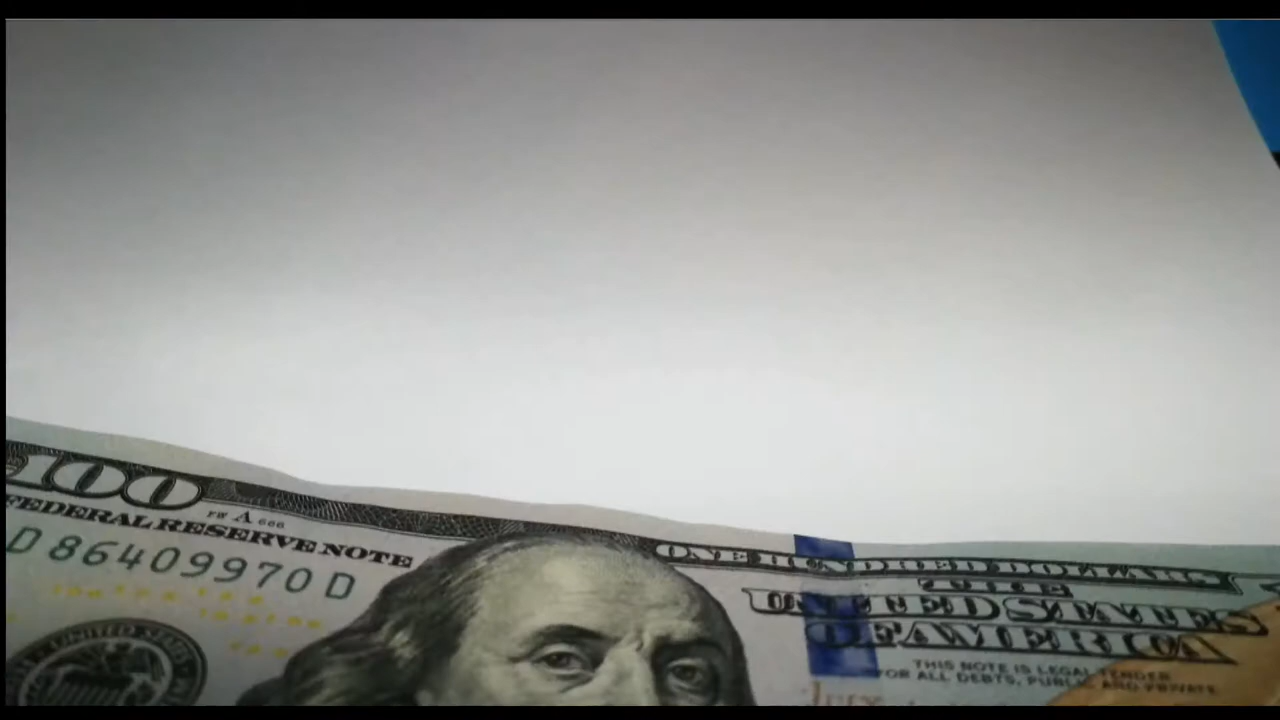 100
FW A 666
FEDERAL RESERVE NOTE
D 86409970 D
ONE HUNDRED DOLLARS
THE
UNITED STATES
OF AMERICA
THIS NOTE IS LEGAL TENDER
FOR ALL DEBTS, PUBLIC AND PRIVATE
UNITED